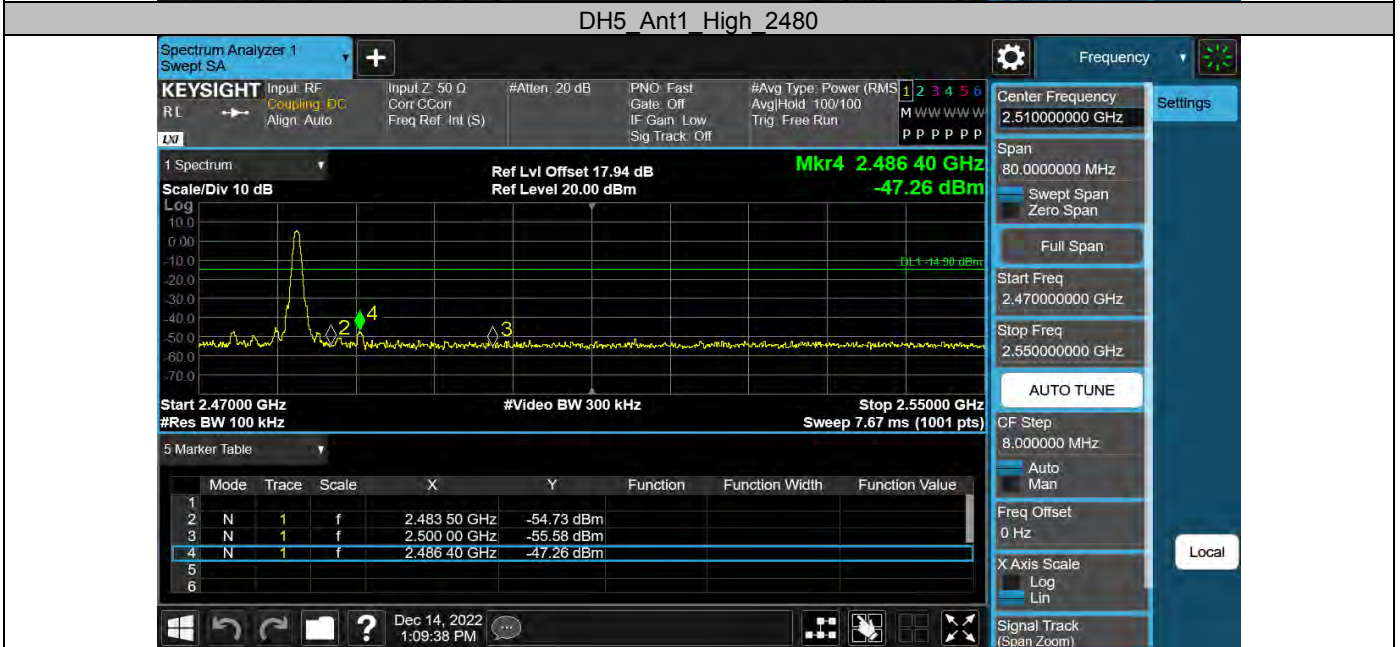 DH5_Ant1_High_2480
Spectrum Analyzer 1
Swept SA
Frequency
KEYSIGHT
RL
LXI
Input: RF
Coupling: DC
Align: Auto
Input Z: 50 Ω
Corr CCorr
Freq Ref: Int (S)
#Atten: 20 dB
PNO: Fast
Gate: Off
IF Gain: Low
Sig Track: Off
#Avg Type: Power (RMS
Avg|Hold: 100/100
Trig: Free Run
1 2 3 4 5 6
M W W W W W
P P P P P P
1 Spectrum
Scale/Div 10 dB
Ref Lvl Offset 17.94 dB
Ref Level 20.00 dBm
Mkr4 2.486 40 GHz
-47.26 dBm
Log
10.0
0.00
-10.0
-20.0
-30.0
-40.0
-50.0
-60.0
-70.0
DL1 -14.90 dBm
2
4
3
Start 2.47000 GHz
#Video BW 300 kHz
Stop 2.55000 GHz
#Res BW 100 kHz
Sweep 7.67 ms (1001 pts)
5 Marker Table
Mode Trace Scale X Y Function Function Width Function Value
1
2 N 1 f 2.483 50 GHz -54.73 dBm
3 N 1 f 2.500 00 GHz -55.58 dBm
4 N 1 f 2.486 40 GHz -47.26 dBm
5
6
?
Dec 14, 2022
1:09:38 PM
Center Frequency
2.510000000 GHz
Settings
Span
80.0000000 MHz
Swept Span
Zero Span
Full Span
Start Freq
2.470000000 GHz
Stop Freq
2.550000000 GHz
AUTO TUNE
CF Step
8.000000 MHz
Auto
Man
Freq Offset
0 Hz
Local
X Axis Scale
Log
Lin
Signal Track
(Span Zoom)